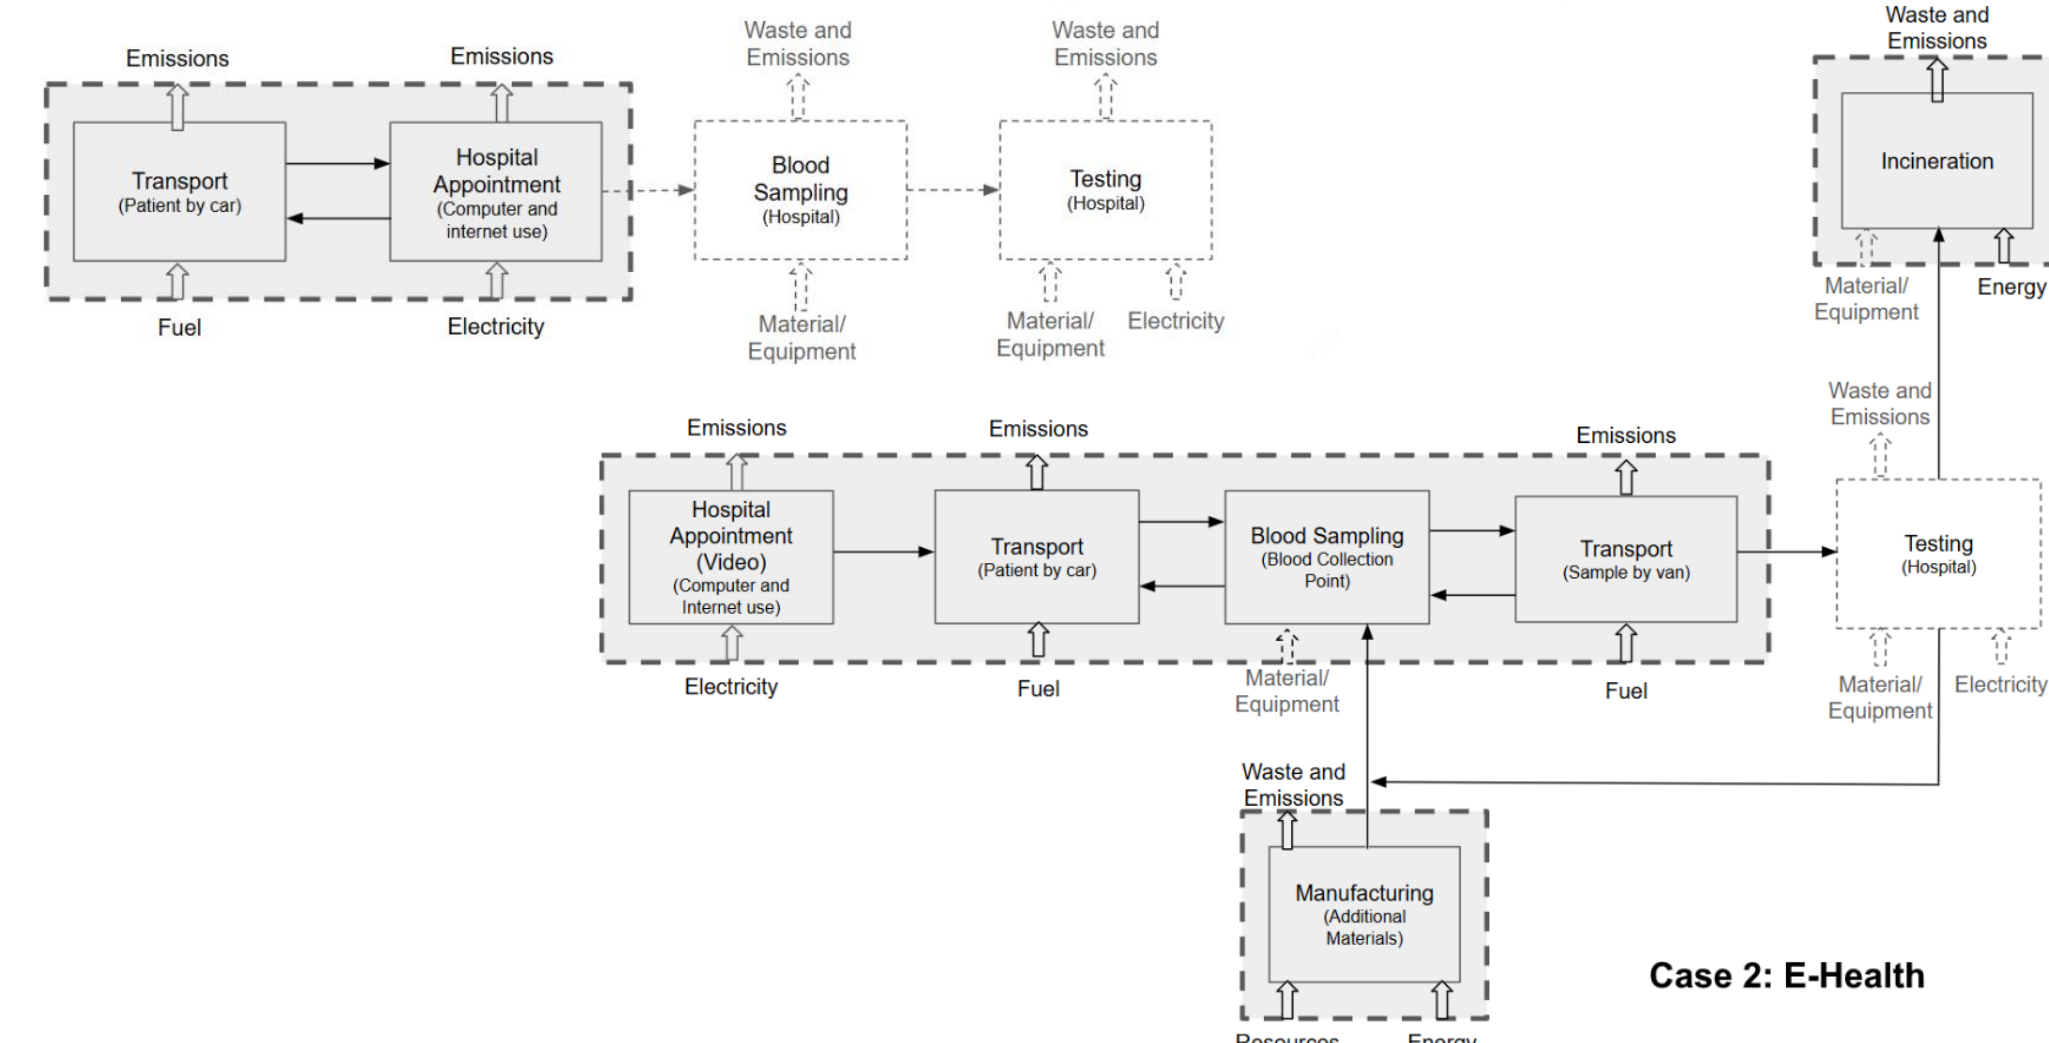 Emissions
Emissions
Transport
(Patient by car)
Hospital
Appointment
(Computer and
internet use)
Fuel
Electricity
Waste and
Emissions
Blood
Sampling
(Hospital)
Material/
Equipment
Waste and
Emissions
Testing
(Hospital)
Material/
Equipment
Electricity
Waste and
Emissions
Incineration
Material/
Equipment
Energy
Emissions
Hospital
Appointment
(Video)
(Computer and
Internet use)
Electricity
Emissions
Transport
(Patient by car)
Fuel
Blood Sampling
(Blood Collection
Point)
Material/
Equipment
Emissions
Transport
(Sample by van)
Fuel
Waste and
Emissions
Testing
(Hospital)
Material/
Equipment
Electricity
Waste and
Emissions
Manufacturing
(Additional
Materials)
Resources
Energy
Case 2: E-Health